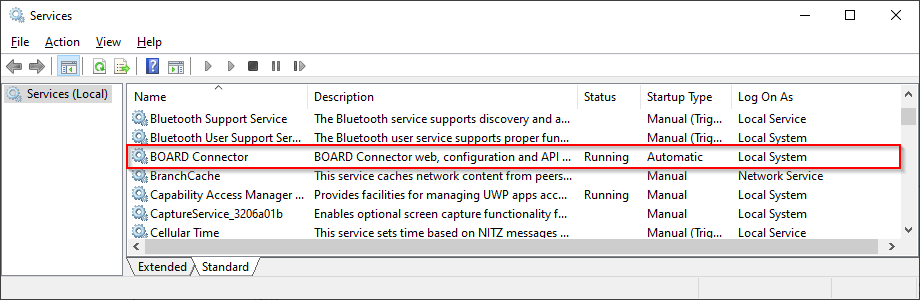 Services
File Action View Help
Services (Local)
Name Description Status Startup Type Log On As
Bluetooth Support Service The Bluetooth service supports discovery and a... Manual (Trig... Local Service
Bluetooth User Support Ser... The Bluetooth user service supports proper fun... Manual (Trig... Local System
BOARD Connector BOARD Connector web, configuration and API ... Running Automatic Local System
BranchCache This service caches network content from peers... Manual Network Service
Capability Access Manager ... Provides facilities for managing UWP apps acc... Running Manual Local System
CaptureService_3206a01b Enables optional screen capture functionality f... Manual Local System
Cellular Time This service sets time based on NITZ messages ... Manual (Trig... Local Service
Extended Standard